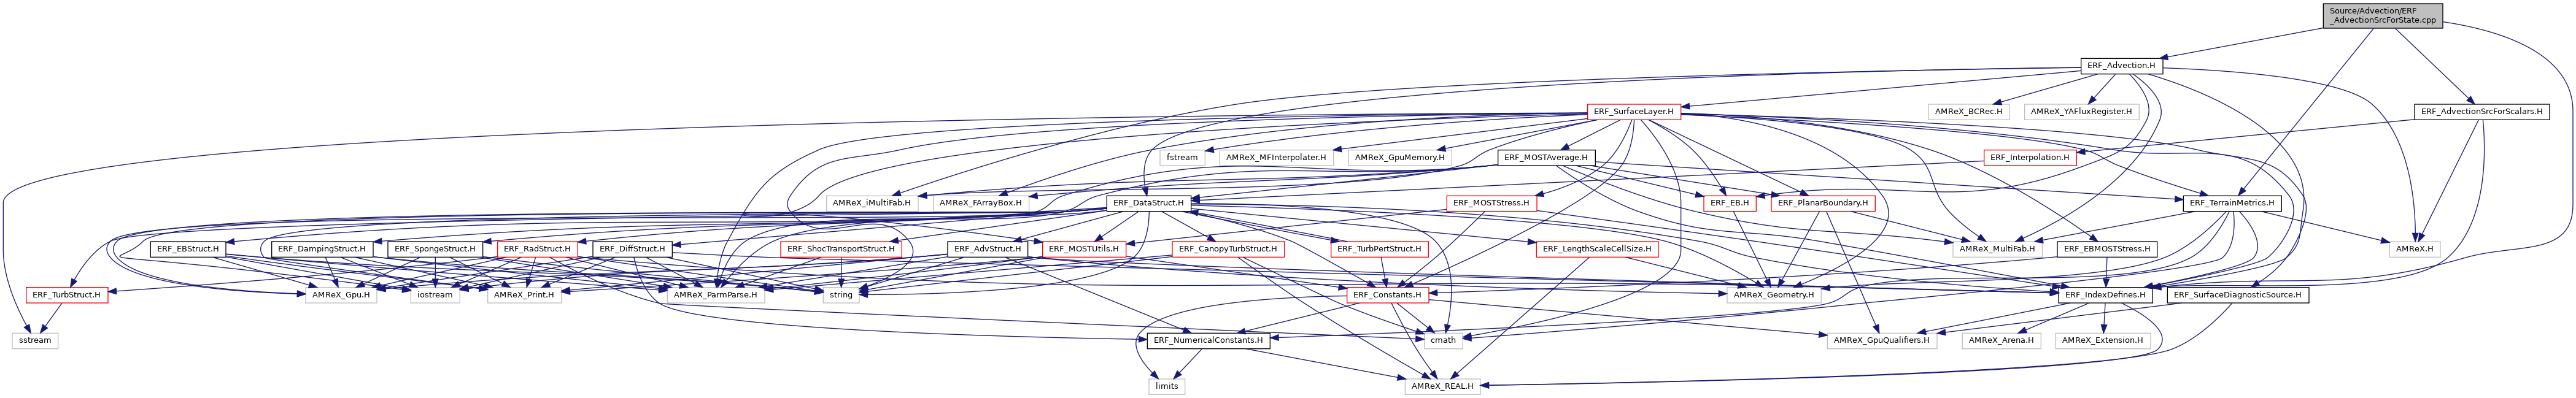 Source/Advection/ERF
_AdvectionSrcForState.cpp
ERF_Advection.H
ERF_SurfaceLayer.H
AMReX_BCRec.H
AMReX_YAFluxRegister.H
ERF_AdvectionSrcForScalars.H
fstream
AMReX_MFInterpolater.H
AMReX_GpuMemory.H
ERF_MOSTAverage.H
ERF_Interpolation.H
AMReX_iMultiFab.H
AMReX_FArrayBox.H
ERF_DataStruct.H
ERF_MOSTStress.H
ERF_EB.H
ERF_PlanarBoundary.H
ERF_TerrainMetrics.H
ERF_EBStruct.H
ERF_DampingStruct.H
ERF_SpongeStruct.H
ERF_RadStruct.H
ERF_DiffStruct.H
ERF_ShocTransportStruct.H
ERF_AdvStruct.H
ERF_MOSTUtils.H
ERF_CanopyTurbStruct.H
ERF_TurbPertStruct.H
ERF_LengthScaleCellSize.H
AMReX_MultiFab.H
ERF_EBMOSTStress.H
AMReX.H
ERF_TurbStruct.H
AMReX_Gpu.H
iostream
AMReX_Print.H
AMReX_ParmParse.H
string
ERF_Constants.H
AMReX_Geometry.H
ERF_IndexDefines.H
ERF_SurfaceDiagnosticSource.H
sstream
ERF_NumericalConstants.H
cmath
AMReX_GpuQualifiers.H
AMReX_Arena.H
AMReX_Extension.H
limits
AMReX_REAL.H